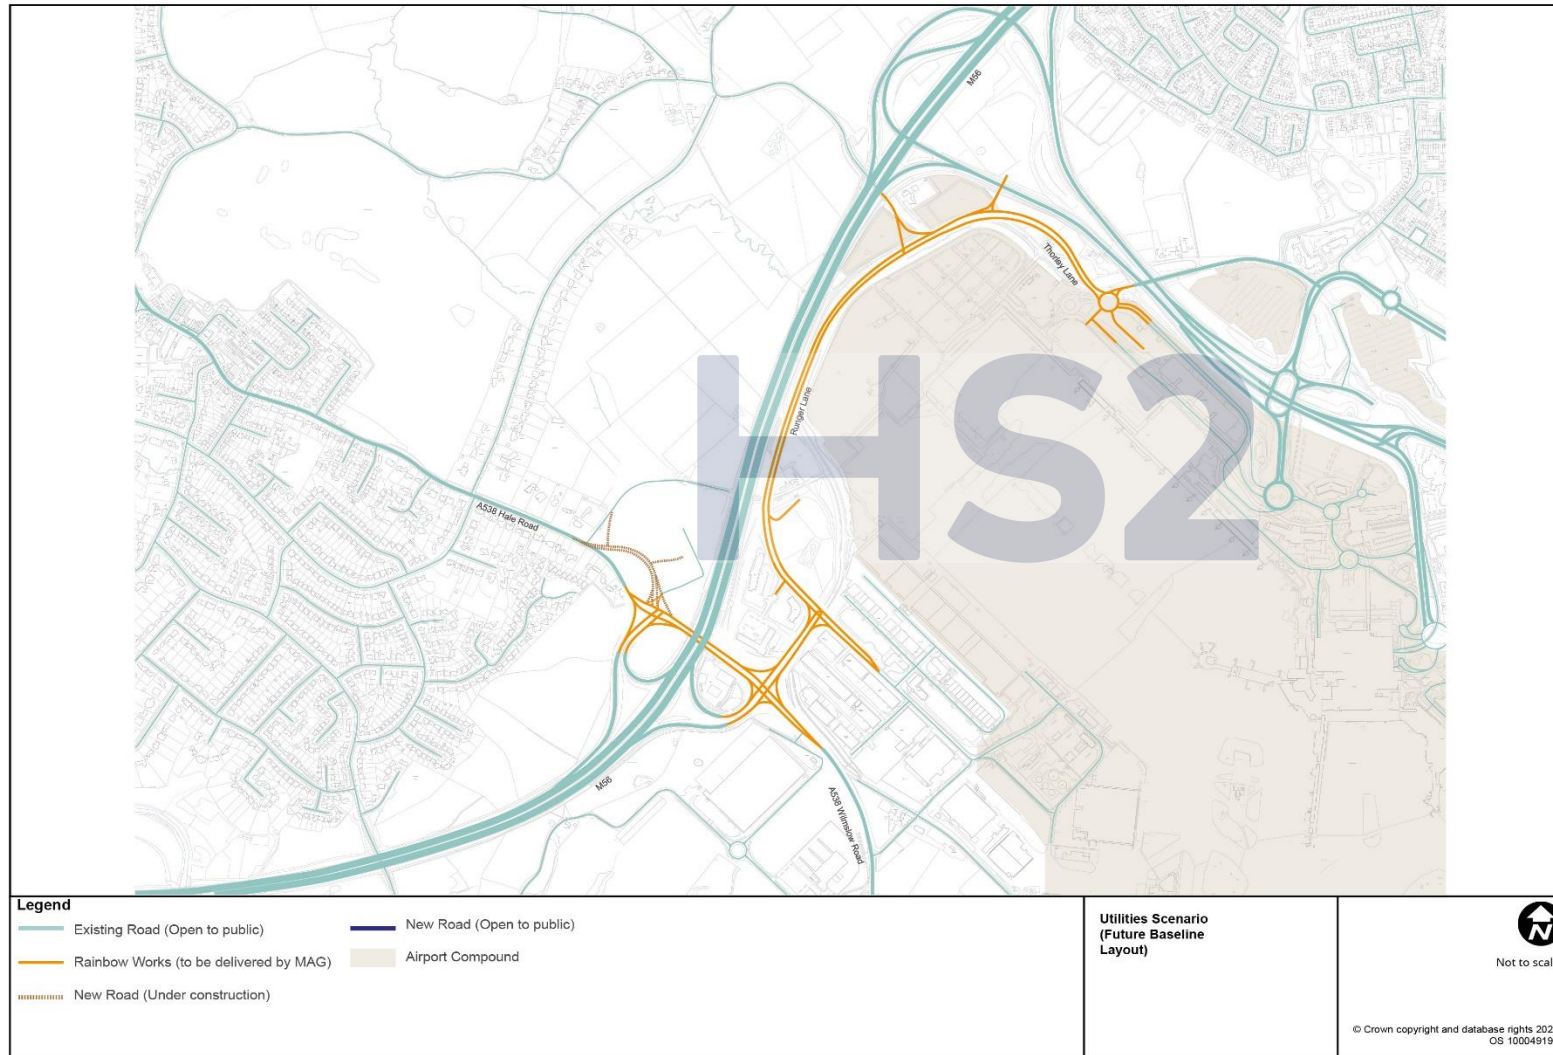 M56
Thorley Lane
Runger Lane
HS2
A538 Hale Road
M56
A538 Wilmslow Road
Legend
Existing Road (Open to public)
New Road (Open to public)
Rainbow Works (to be delivered by MAG)
Airport Compound
New Road (Under construction)
Utilities Scenario
(Future Baseline
Layout)
N
Not to scal
© Crown copyright and database rights 202
OS 10004919